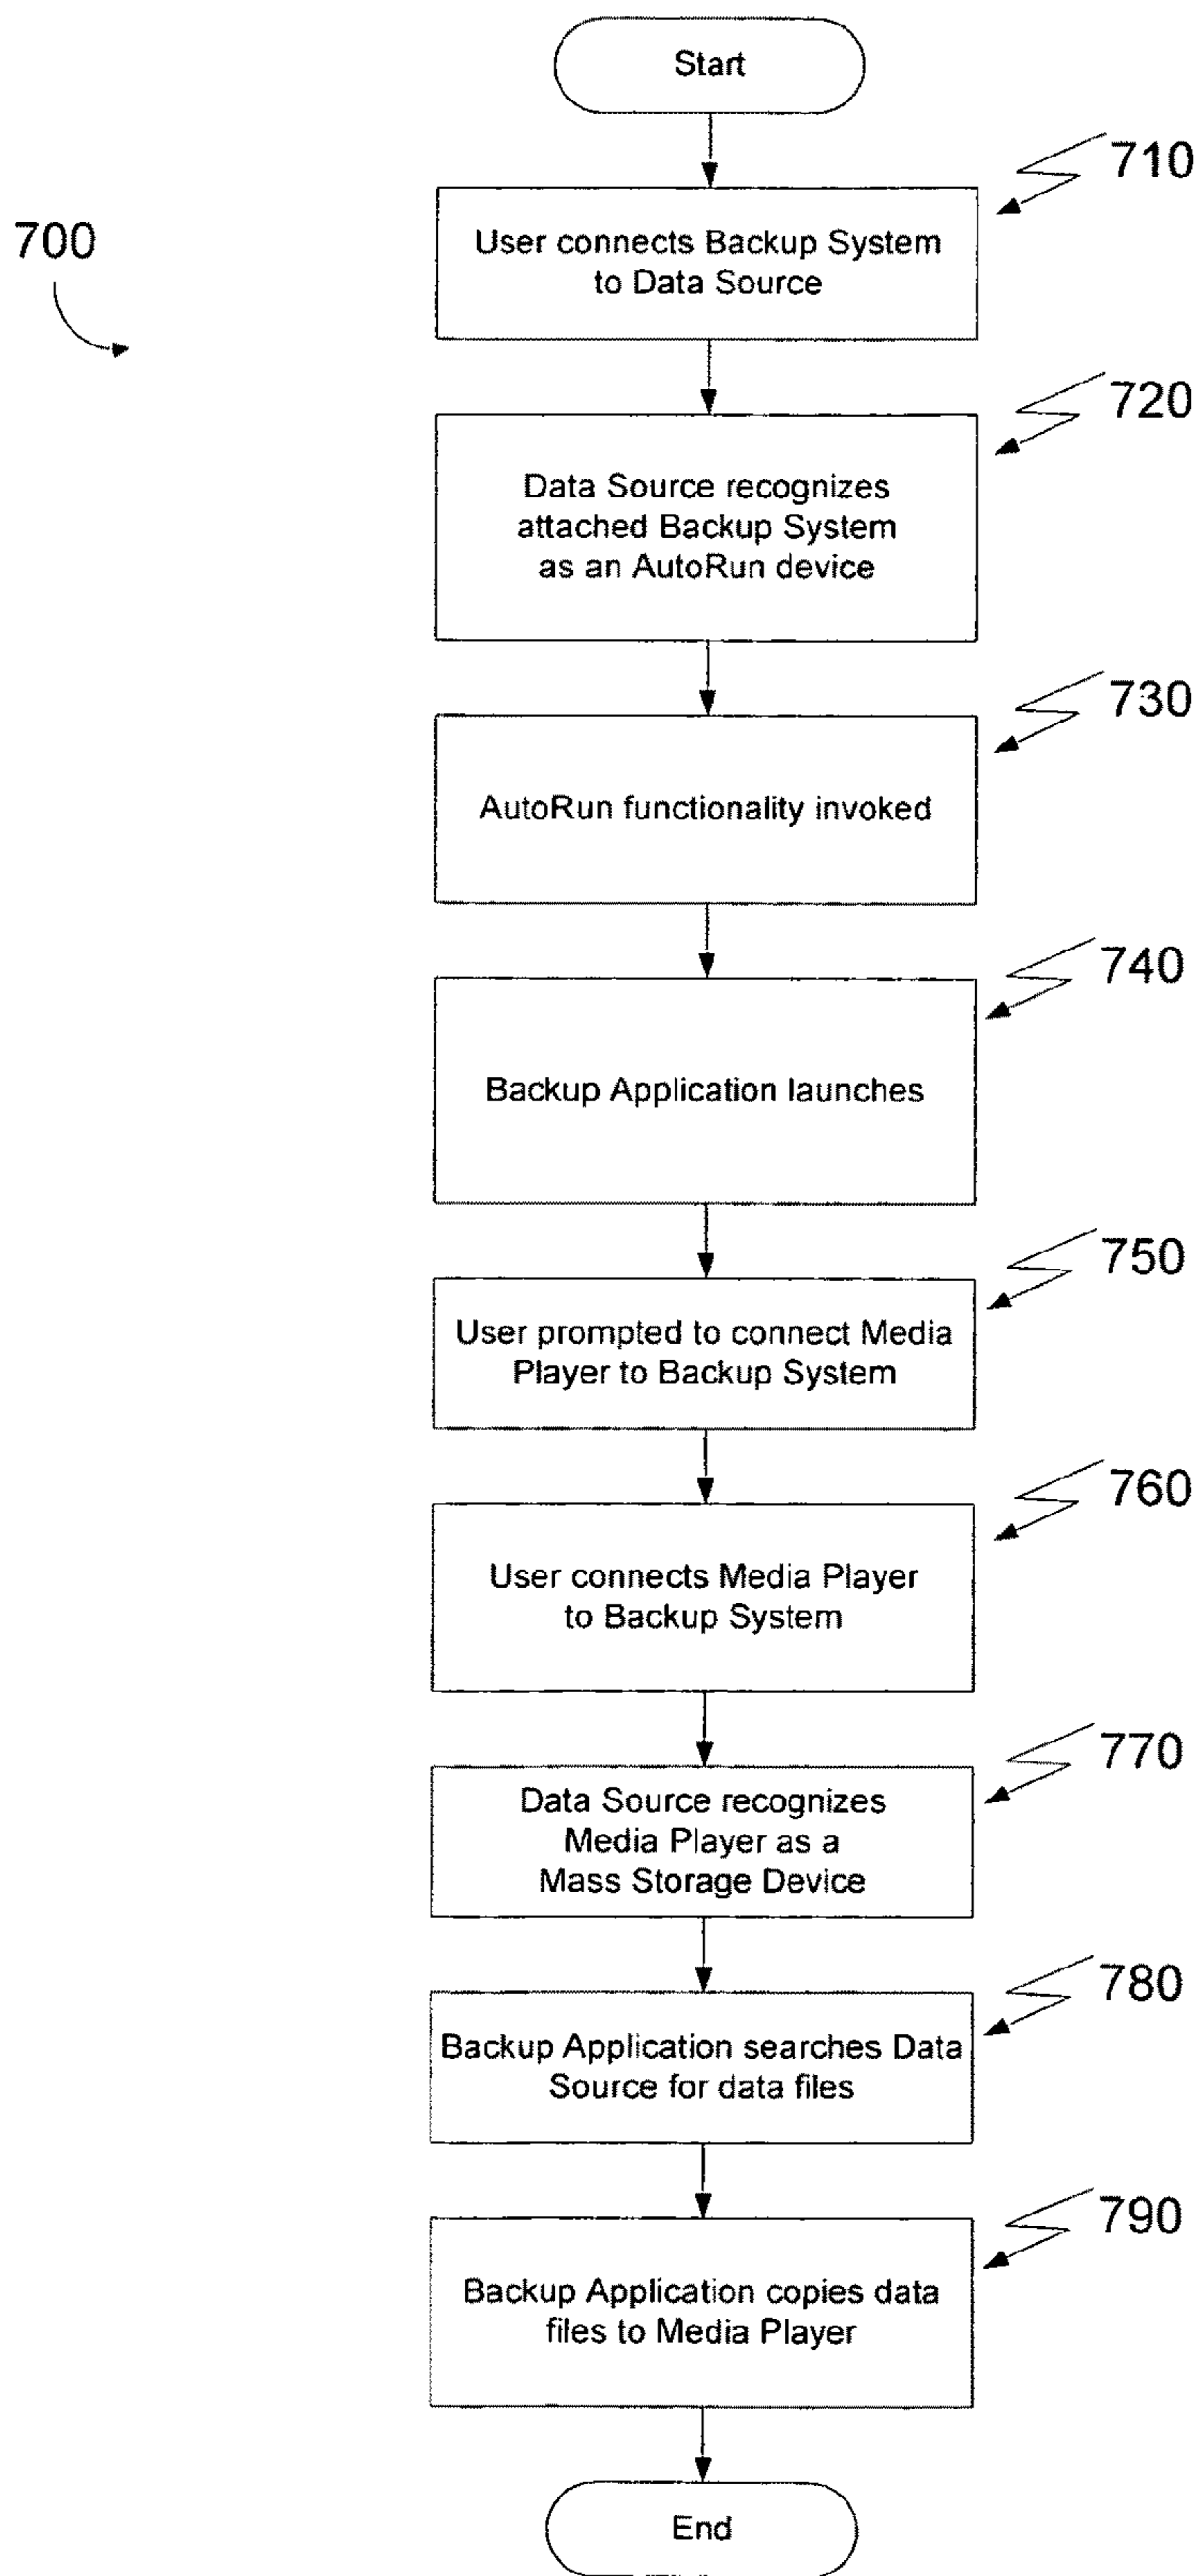 Start
710
700
User connects Backup System
to Data Source
720
Data Source recognizes
attached Backup System
as an AutoRun device
730
AutoRun functionality invoked
740
Backup Application launches
750
User prompted to connect Media
Player to Backup System
760
User connects Media Player
to Backup System
770
Data Source recognizes
Media Player as a
Mass Storage Device
780
Backup Application searches Data
Source for data files
790
Backup Application copies data
files to Media Player
End